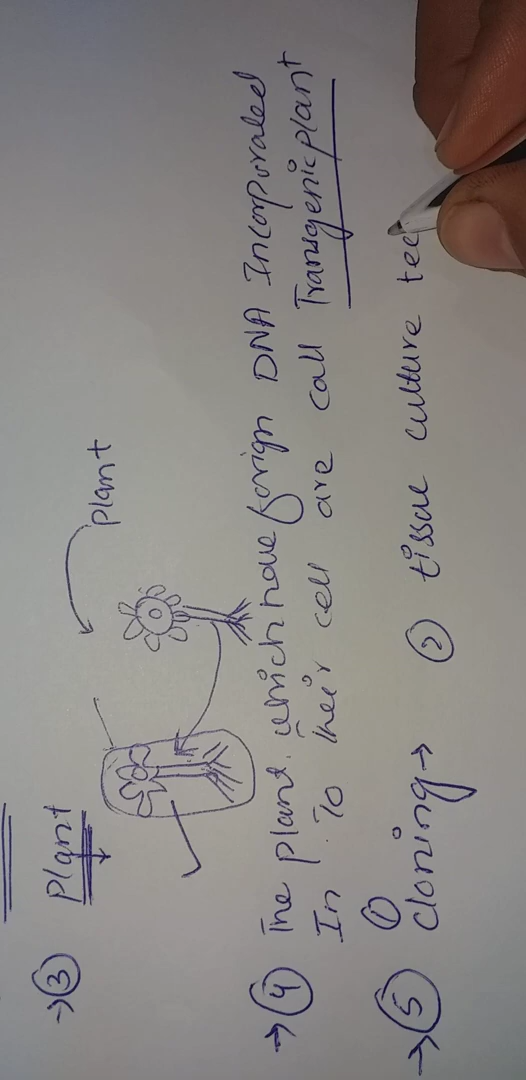 →③ Plant
plant
→④ The plant. which have forign DNA Incorporaled
In To their cell are call Transgenic plant
→⑤ ① Cloning → ② tissue culture tec